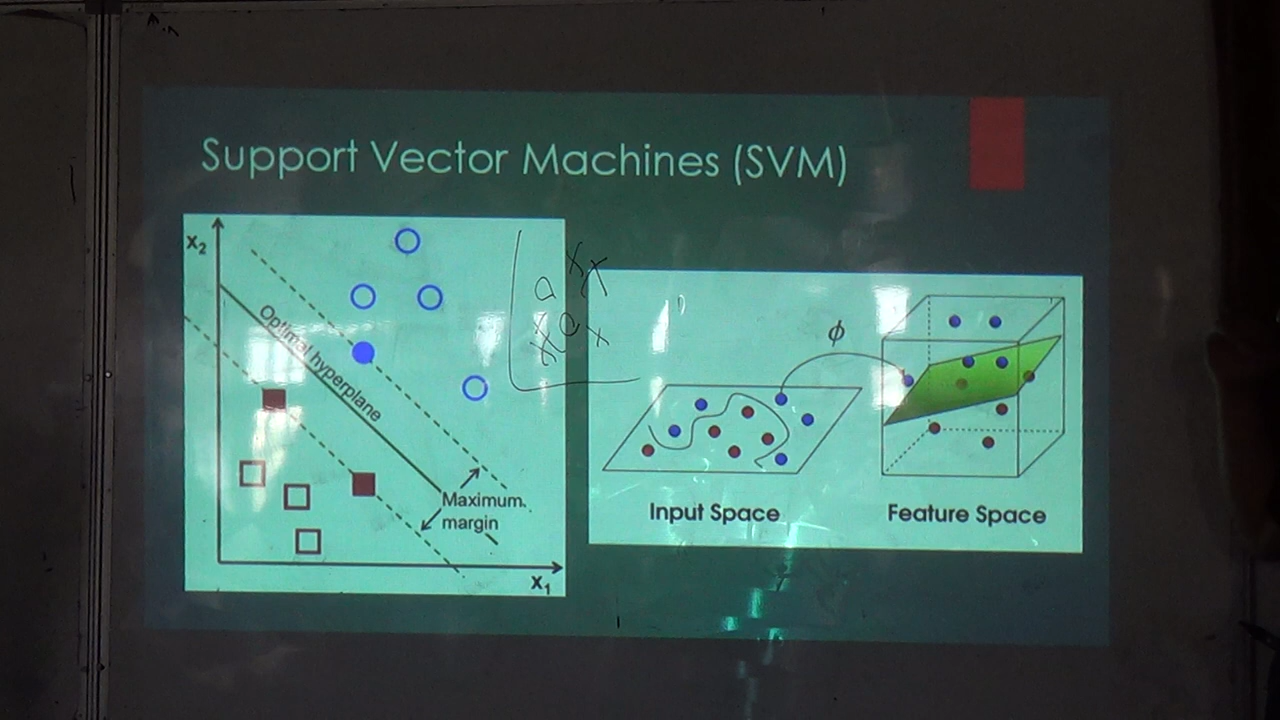 Support Vector Machines (SVM)
x₂
Optimal hyperplane
Maximum
margin
x₁
x x
o
x o x
x
ϕ
Input Space
Feature Space